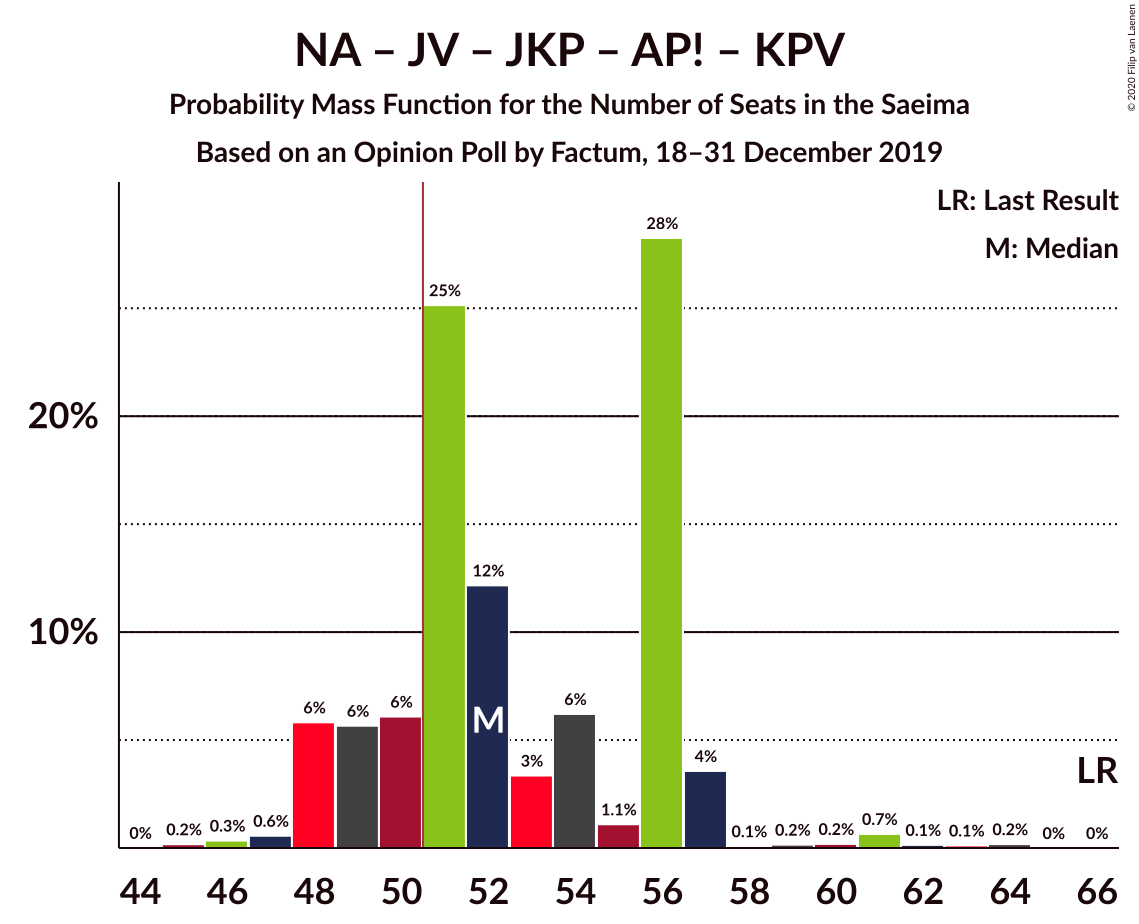 NA – JV – JKP – AP! – KPV
Probability Mass Function for the Number of Seats in the Saeima
Based on an Opinion Poll by Factum, 18–31 December 2019
© 2020 Filip van Laenen
LR: Last Result
M: Median
28%
25%
20%
12%
10%
6%
6%
6%
M
3%
6%
1.1%
4%
LR
0%
0.2%
0.3%
0.6%
0.1%
0.2%
0.2%
0.7%
0.1%
0.1%
0.2%
0%
0%
44 46 48 50 52 54 56 58 60 62 64 66